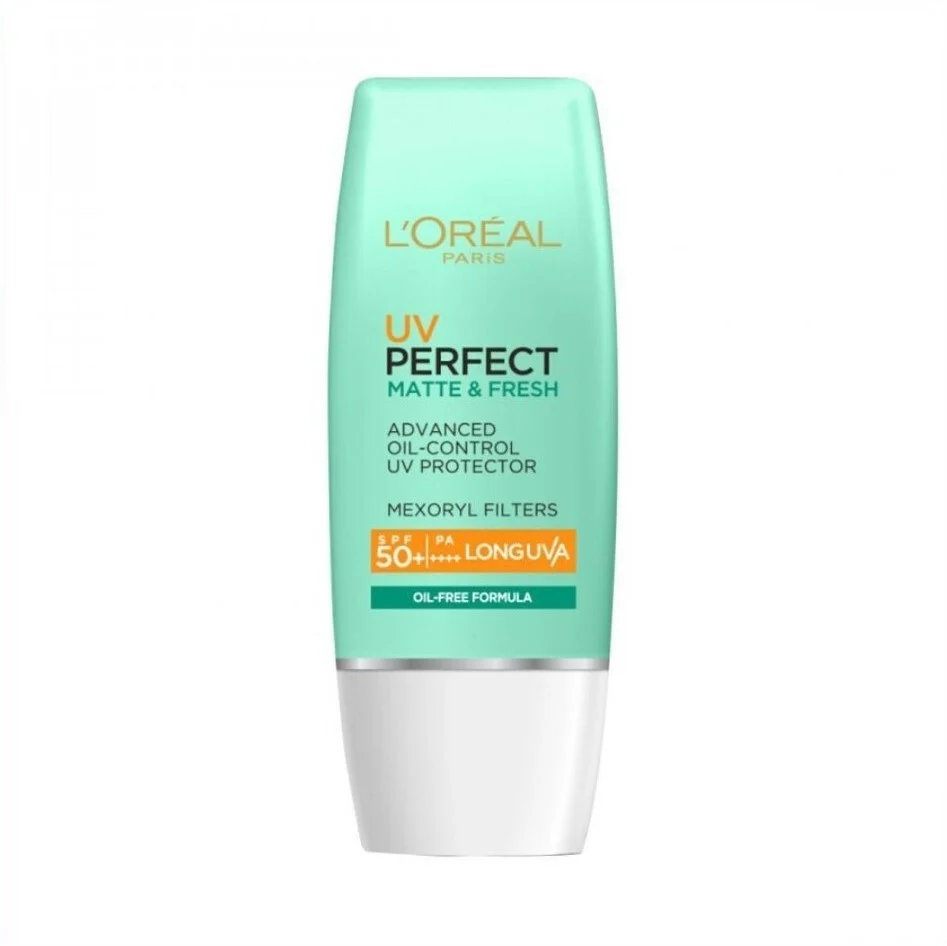 L'ORÉAL
PARIS
UV
PERFECT
MATTE & FRESH
ADVANCED
OIL-CONTROL
UV PROTECTOR
MEXORYL FILTERS
SPF 50+ PA ++++ LONG UVA
OIL-FREE FORMULA